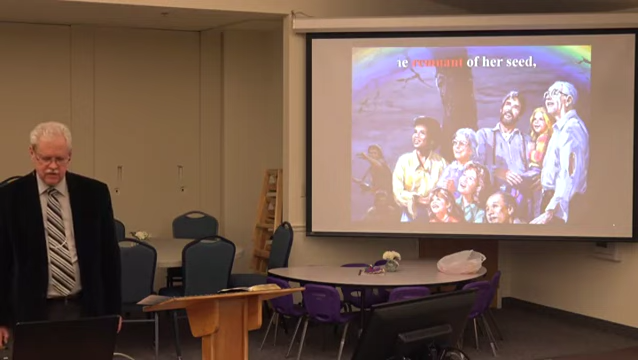 remnant of her seed,